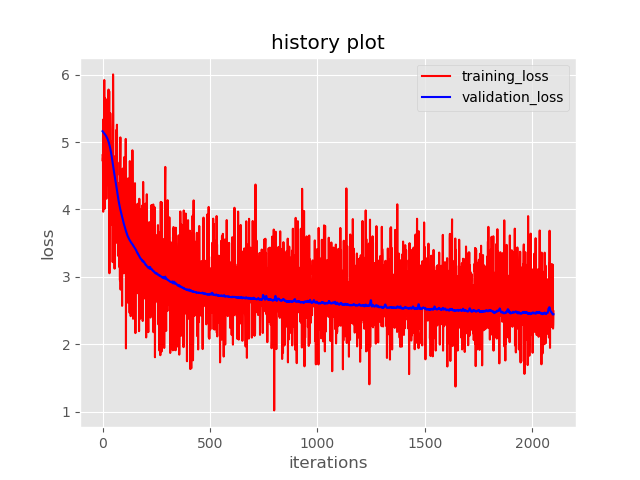 history plot
training_loss
validation_loss
6
5
4
3
2
1
loss
0 500 1000 1500 2000
iterations